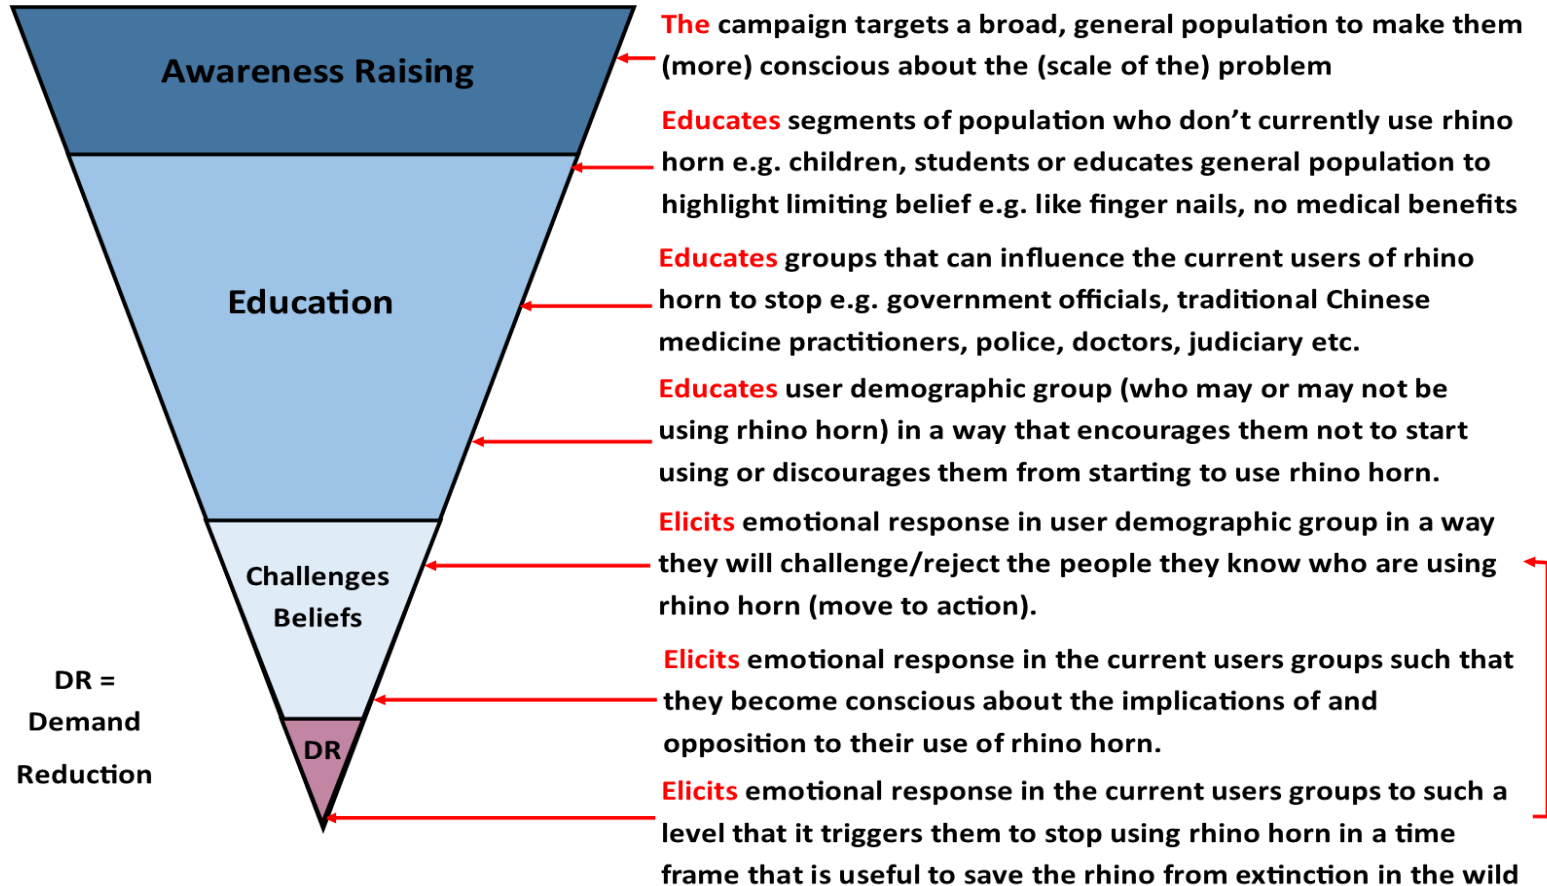 Awareness Raising
Education
Challenges
Beliefs
DR
DR =
Demand
Reduction
The campaign targets a broad, general population to make them
(more) conscious about the (scale of the) problem
Educates segments of population who don’t currently use rhino
horn e.g. children, students or educates general population to
highlight limiting belief e.g. like finger nails, no medical benefits
Educates groups that can influence the current users of rhino
horn to stop e.g. government officials, traditional Chinese
medicine practitioners, police, doctors, judiciary etc.
Educates user demographic group (who may or may not be
using rhino horn) in a way that encourages them not to start
using or discourages them from starting to use rhino horn.
Elicits emotional response in user demographic group in a way
they will challenge/reject the people they know who are using
rhino horn (move to action).
Elicits emotional response in the current users groups such that
they become conscious about the implications of and
opposition to their use of rhino horn.
Elicits emotional response in the current users groups to such a
level that it triggers them to stop using rhino horn in a time
frame that is useful to save the rhino from extinction in the wild